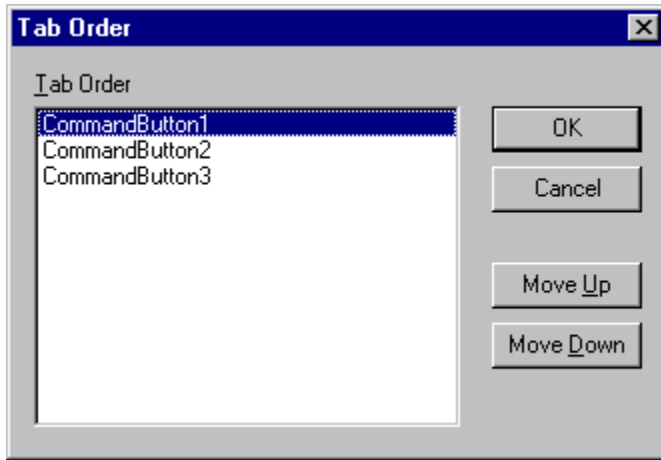 Tab Order
Tab Order
CommandButton1
CommandButton2
CommandButton3
OK
Cancel
Move Up
Move Down